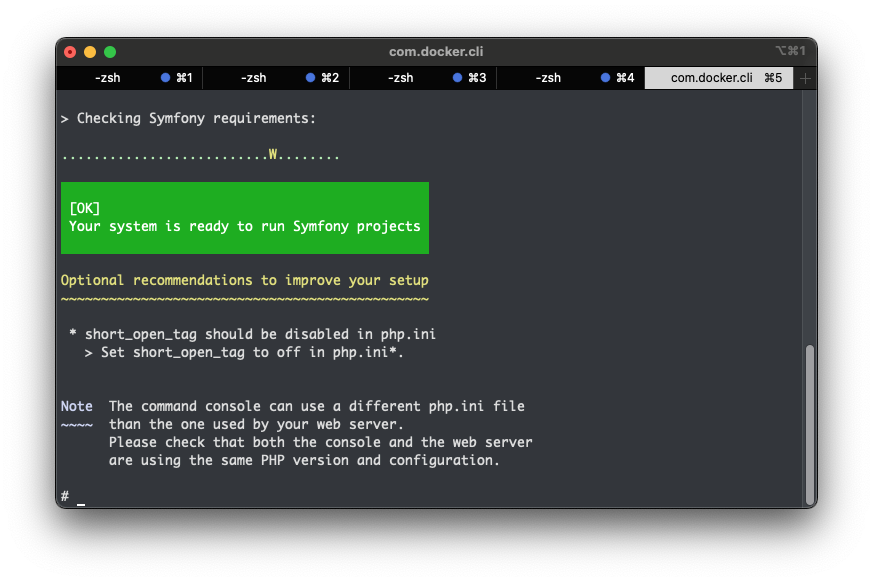 com.docker.cli ⌥⌘1
-zsh ⌘1 -zsh ⌘2 -zsh ⌘3 -zsh ⌘4 com.docker.cli ⌘5 +
> Checking Symfony requirements:
..........................W........
[OK]
Your system is ready to run Symfony projects
Optional recommendations to improve your setup
~~~~~~~~~~~~~~~~~~~~~~~~~~~~~~~~~~~~~~~~~~~~~~
* short_open_tag should be disabled in php.ini
> Set short_open_tag to off in php.ini*.
Note The command console can use a different php.ini file
~~~~ than the one used by your web server.
Please check that both the console and the web server
are using the same PHP version and configuration.
# _